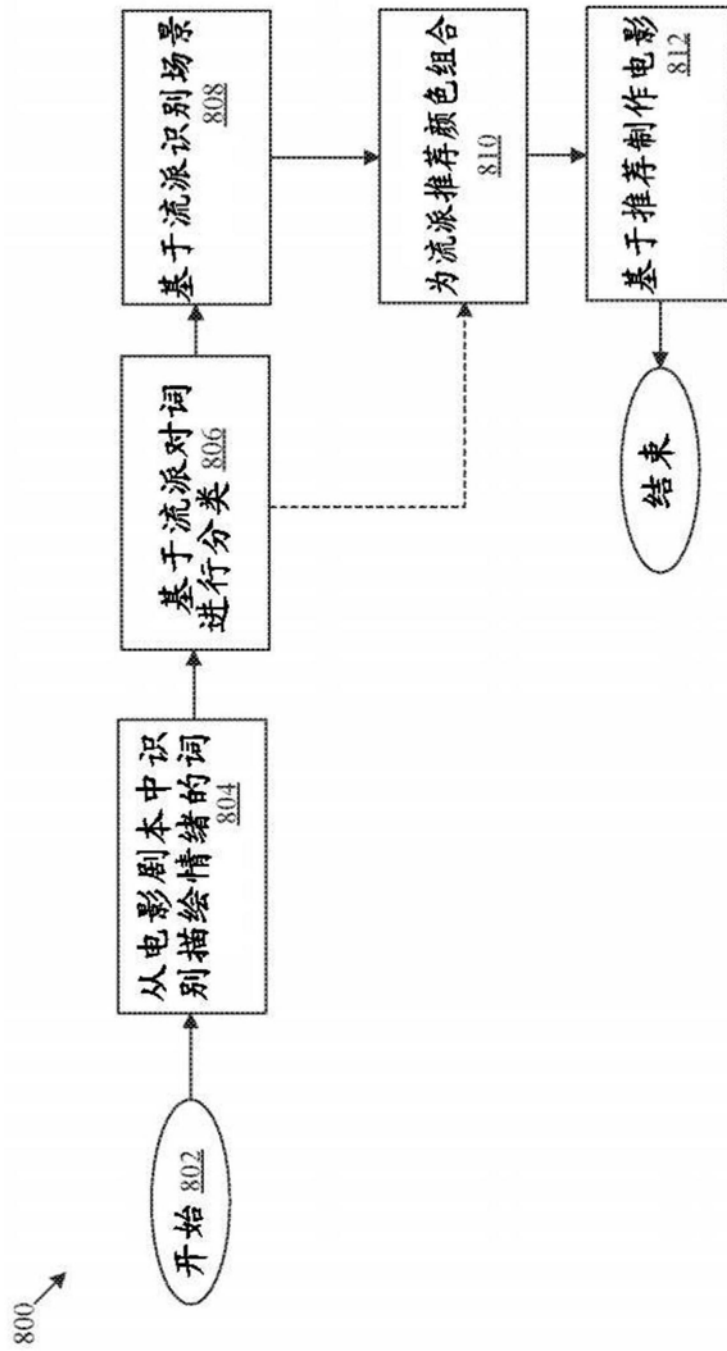 800
开始 802
从电影剧本中识
别描绘情绪的词
804
基于流派对词
进行分类 806
基于流派识别场景
808
为流派推荐颜色组合
810
基于推荐制作电影
812
结束